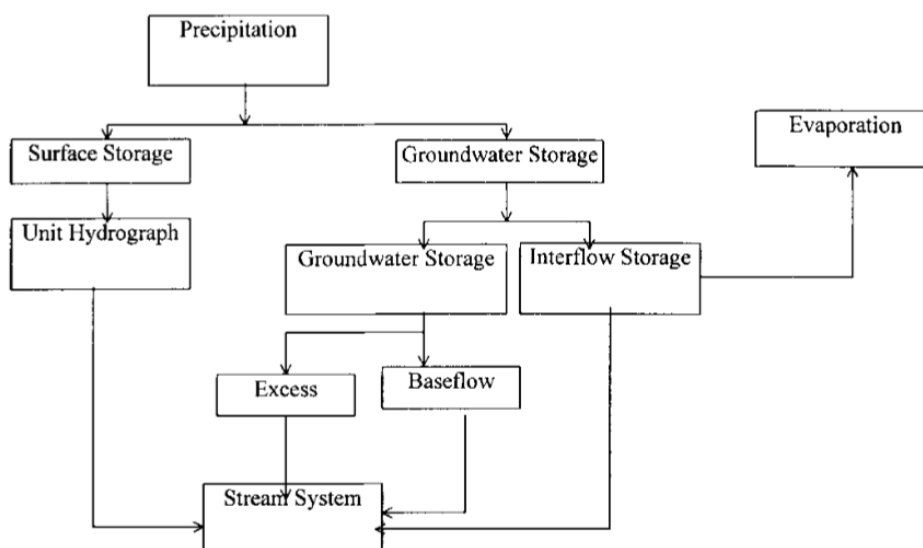 Precipitation
Evaporation
Surface Storage
Groundwater Storage
Unit Hydrograph
Groundwater Storage
Interflow Storage
Excess
Baseflow
Stream System